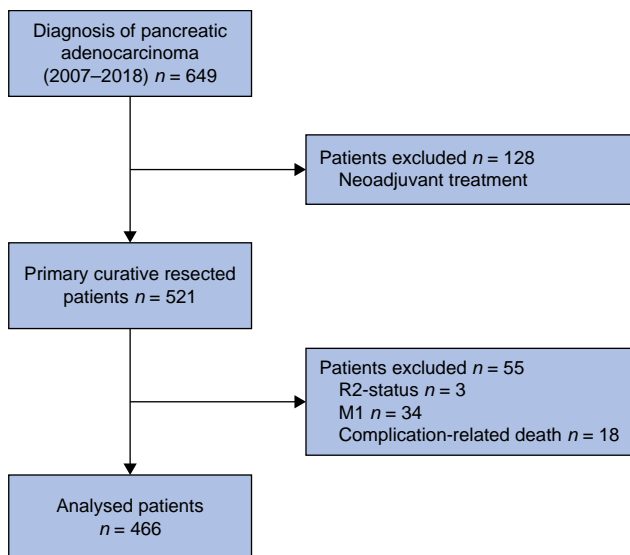 Diagnosis of pancreatic
adenocarcinoma
(2007–2018) n = 649
Patients excluded n = 128
Neoadjuvant treatment
Primary curative resected
patients n = 521
Patients excluded n = 55
R2-status n = 3
M1 n = 34
Complication-related death n = 18
Analysed patients
n = 466